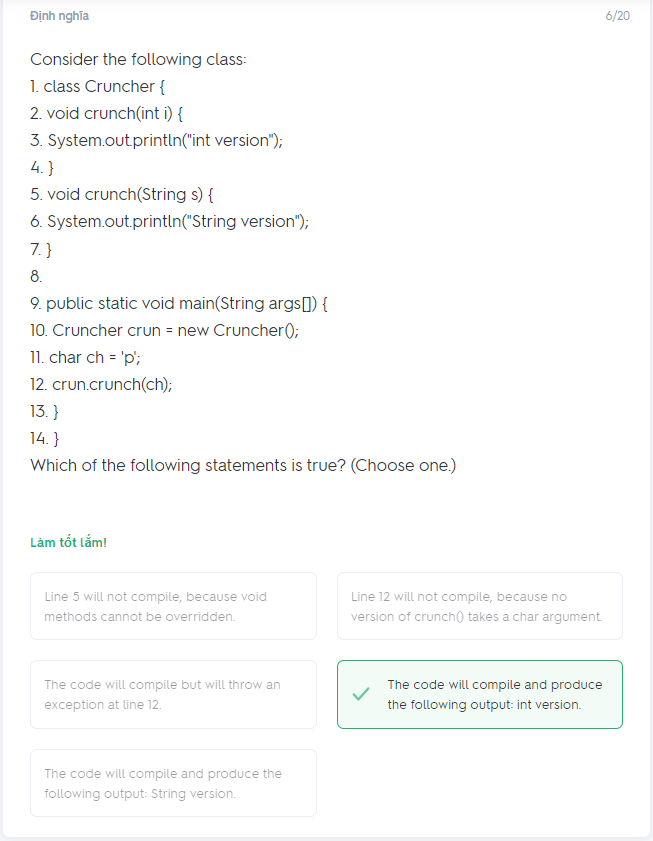 Định nghĩa
6/20
Consider the following class:
1. class Cruncher {
2. void crunch(int i) {
3. System.out.println("int version");
4. }
5. void crunch(String s) {
6. System.out.println("String version");
7. }
8.
9. public static void main(String args[]) {
10. Cruncher crun = new Cruncher();
11. char ch = 'p';
12. crun.crunch(ch);
13. }
14. }
Which of the following statements is true? (Choose one.)
Làm tốt lắm!
Line 5 will not compile, because void
methods cannot be overridden.
Line 12 will not compile, because no
version of crunch() takes a char argument.
The code will compile but will throw an
exception at line 12.
The code will compile and produce
the following output: int version.
The code will compile and produce the
following output: String version.